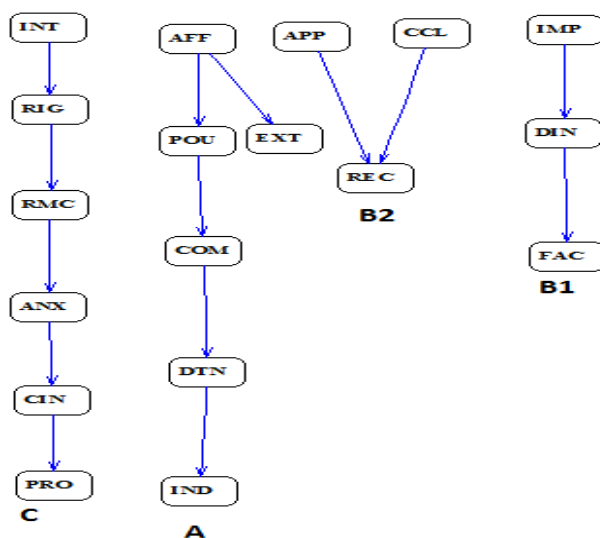 INT
RIG
RMC
ANX
CIN
PRO
C
AFF
POU
EXT
COM
DTN
IND
A
APP
CCL
REC
B2
IMP
DIN
FAC
B1